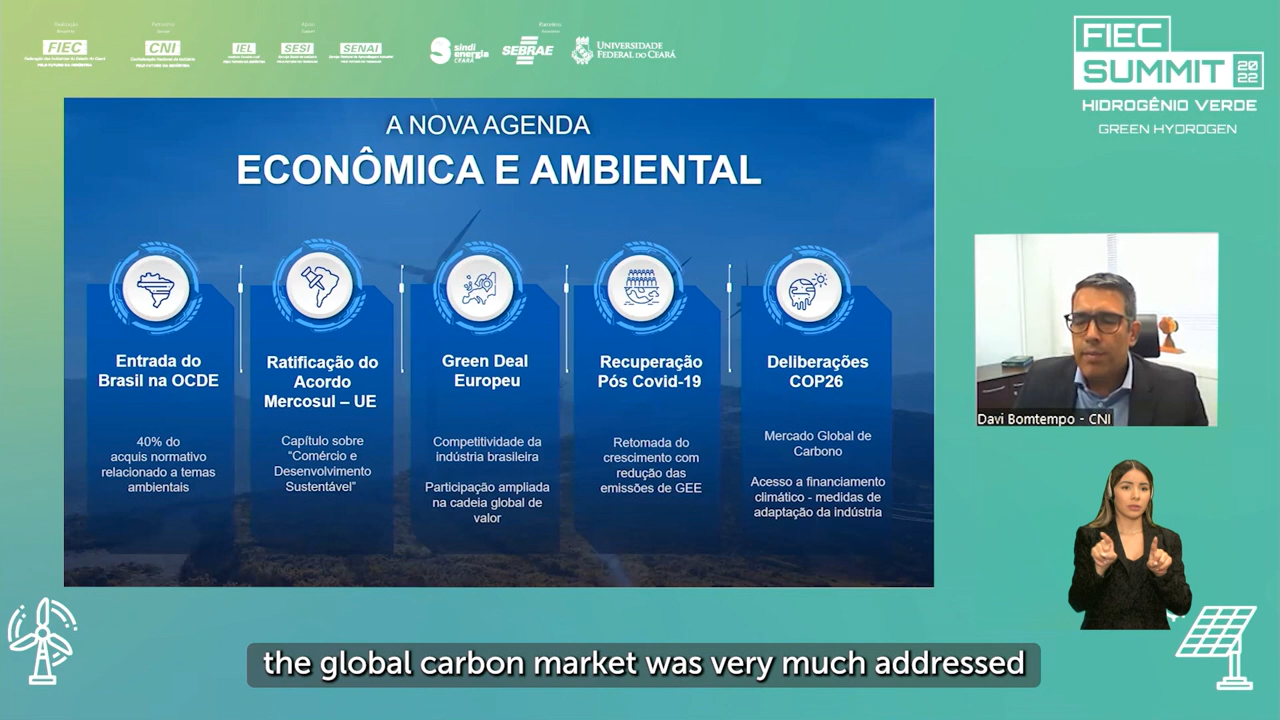 Realização
Parceiros
FIEC
CNI
IEL
SESI
SENAI
sindi
energia
CEARÁ
SEBRAE
UNIVERSIDADE
FEDERAL DO CEARÁ
FIEC
SUMMIT 2022
HIDROGÊNIO VERDE
GREEN HYDROGEN
A NOVA AGENDA
ECONÔMICA E AMBIENTAL
Entrada do
Brasil na OCDE
40% do
acquis normativo
relacionado a temas
ambientais
Ratificação do
Acordo
Mercosul – UE
Capítulo sobre
“Comércio e
Desenvolvimento
Sustentável”
Green Deal
Europeu
Competitividade da
indústria brasileira
Participação ampliada
na cadeia global de
valor
Recuperação
Pós Covid-19
Retomada do
crescimento com
redução das
emissões de GEE
Deliberações
COP26
Mercado Global de
Carbono
Acesso a financiamento
climático - medidas de
adaptação da indústria
Davi Bomtempo - CNI
the global carbon market was very much addressed